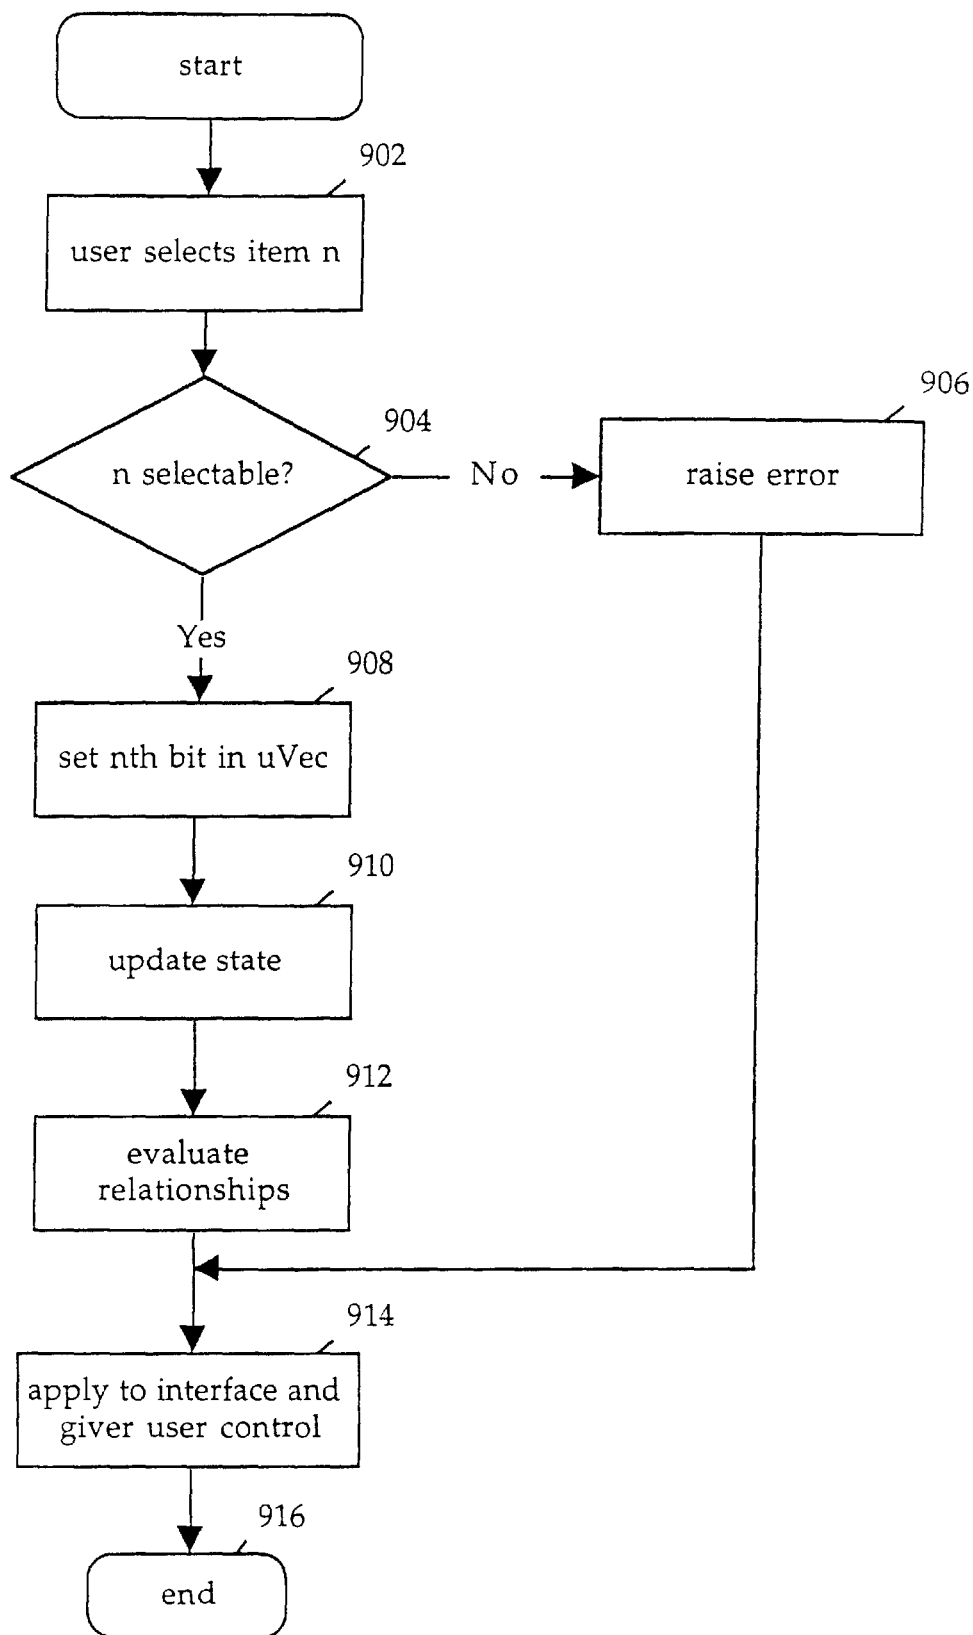 start
902
user selects item n
904
n selectable?
No
906
raise error
Yes
908
set nth bit in uVec
910
update state
912
evaluate
relationships
914
apply to interface and
giver user control
916
end